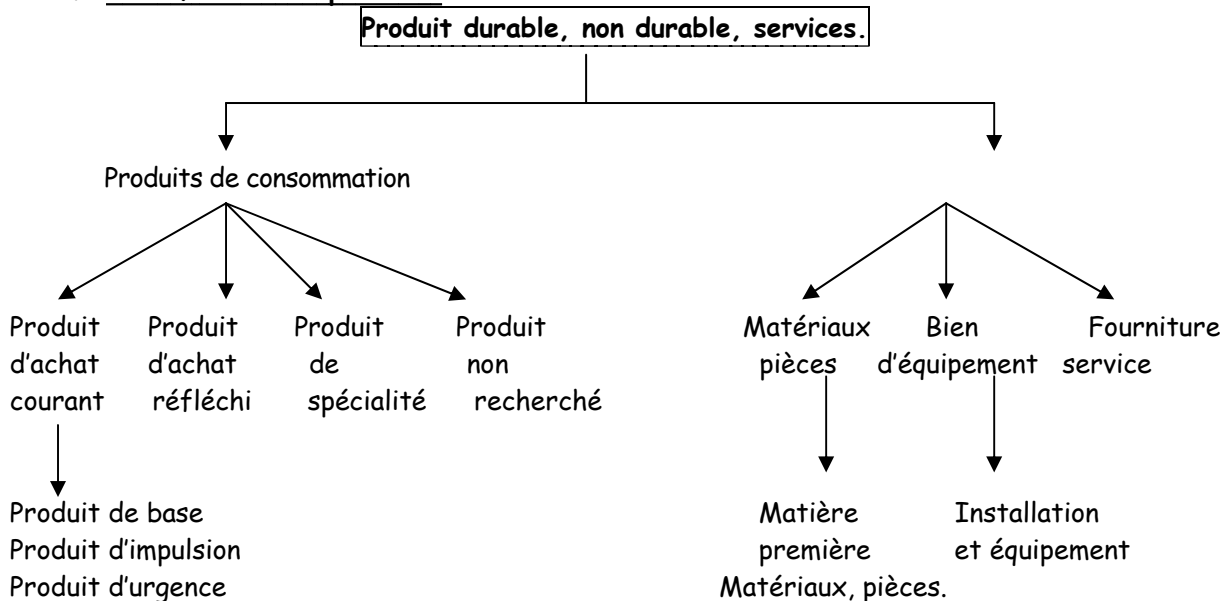 Produit durable, non durable, services.
Produits de consommation
Produit Produit Produit Produit Matériaux Bien Fourniture
d'achat d'achat de non pièces d'équipement service
courant réfléchi spécialité recherché
Produit de base Matière Installation
Produit d'impulsion première et équipement
Produit d'urgence Matériaux, pièces.